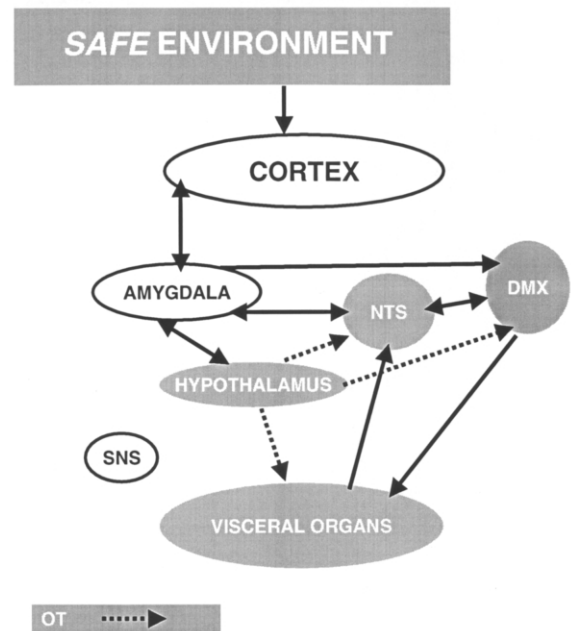 SAFE ENVIRONMENT
CORTEX
AMYGDALA
NTS
DMX
HYPOTHALAMUS
SNS
VISCERAL ORGANS
OT